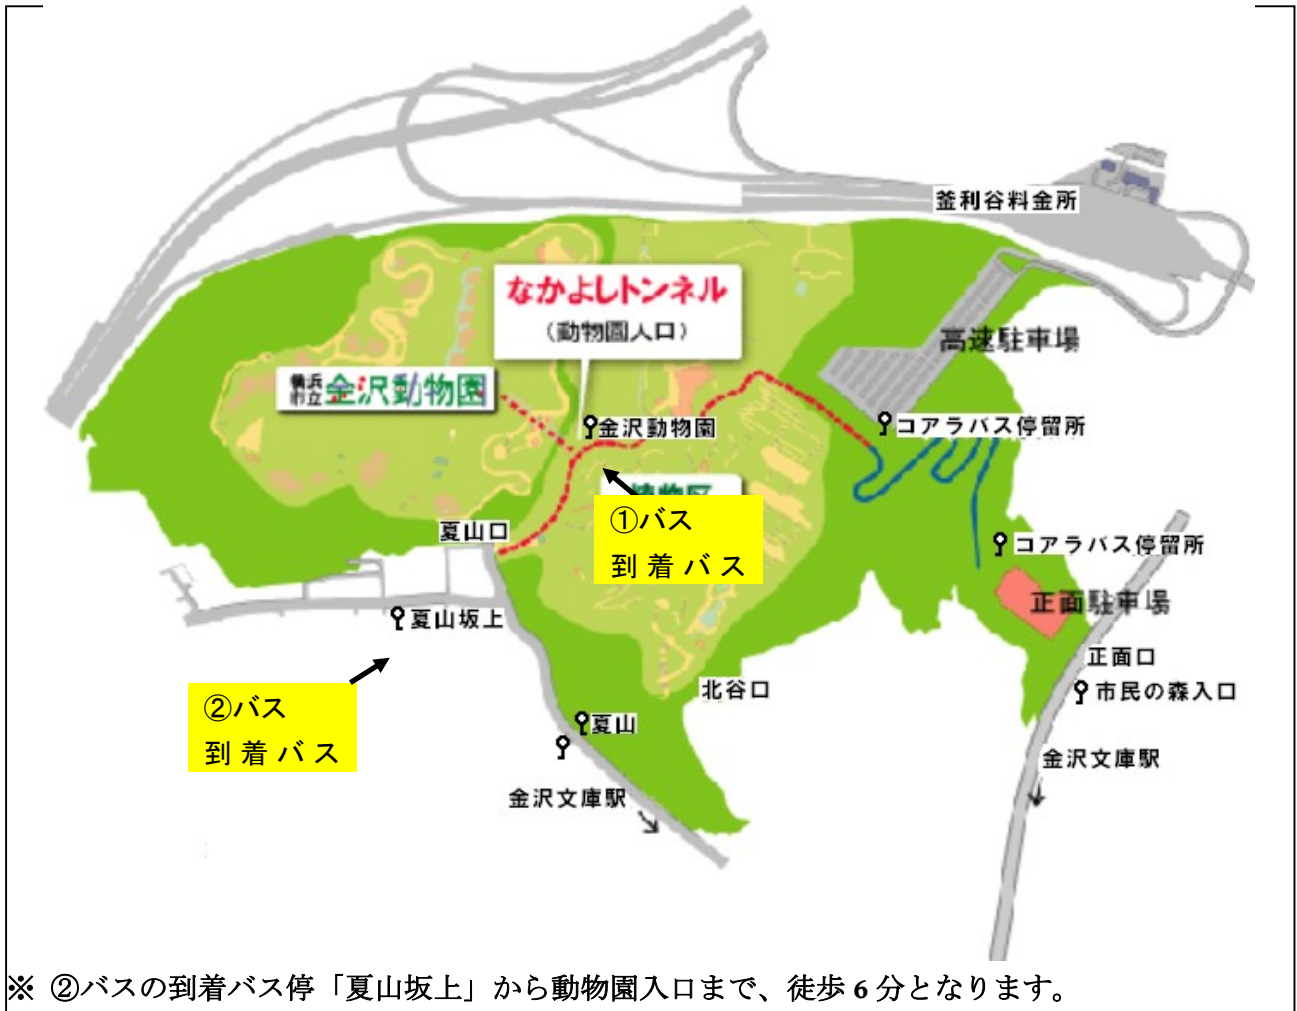 釜利谷料金所
なかよしトンネル
（動物園入口）
高速駐車場
横浜市立金沢動物園
金沢動物園
コアラバス停留所
①バス
到着バス
夏山口
コアラバス停留所
正面駐車場
夏山坂上
正面口
北谷口
市民の森入口
②バス
到着バス
夏山
金沢文庫駅
金沢文庫駅
※ ②バスの到着バス停「夏山坂上」から動物園入口まで、徒歩 6 分となります。